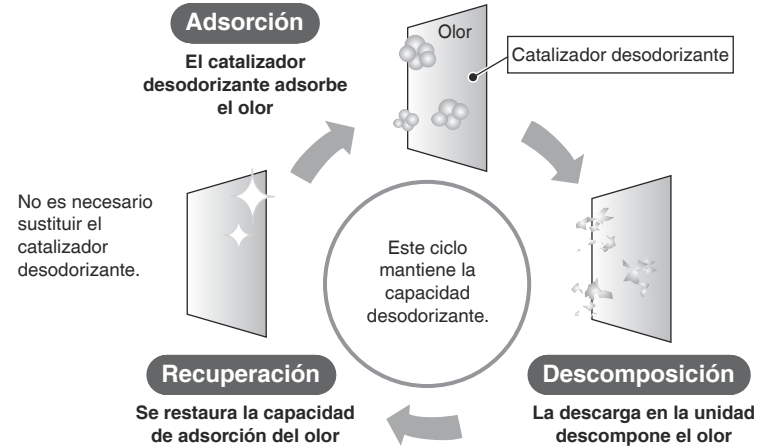 Adsorción
El catalizador
desodorizante adsorbe
el olor
Olor
Catalizador desodorizante
No es necesario
sustituir el
catalizador
desodorizante.
Este ciclo
mantiene la
capacidad
desodorizante.
Recuperación
Se restaura la capacidad
de adsorción del olor
Descomposición
La descarga en la unidad
descompone el olor